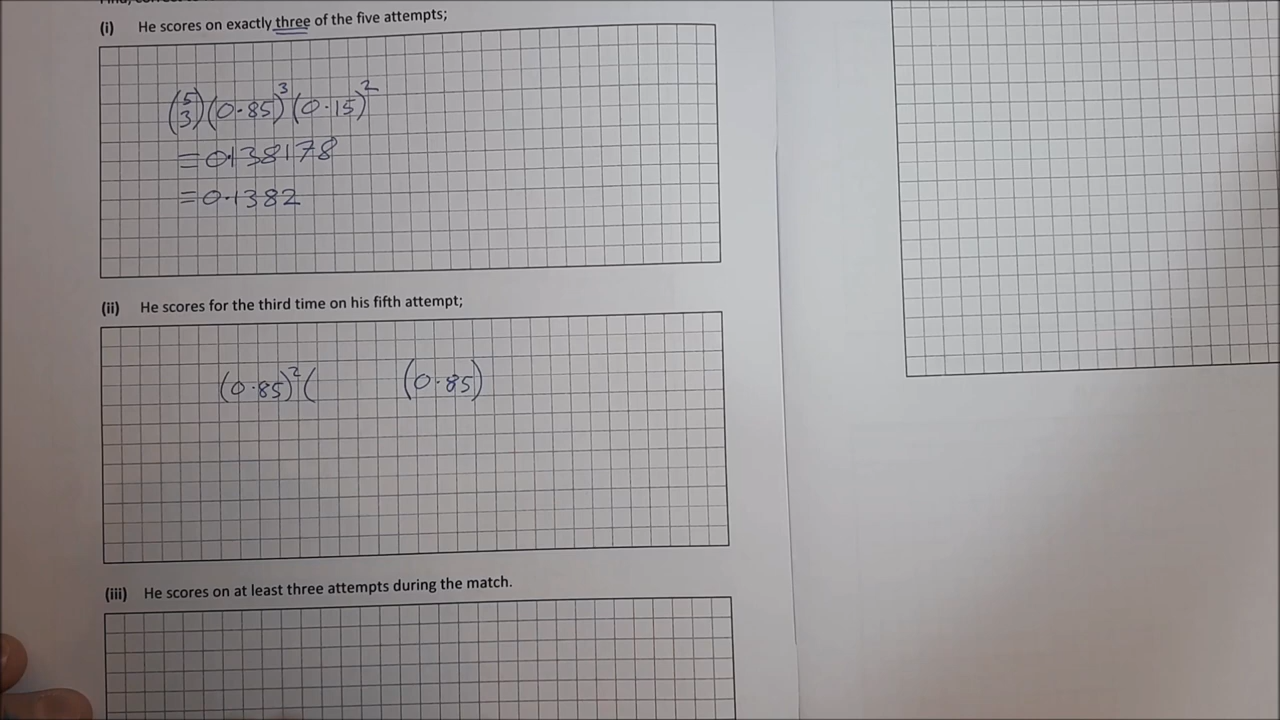 (i) He scores on exactly three of the five attempts;
(5 3)(0.85)^3(0.15)^2
=0.138178
=0.1382
(ii) He scores for the third time on his fifth attempt;
(0.85)^2( (0.85)
(iii) He scores on at least three attempts during the match.